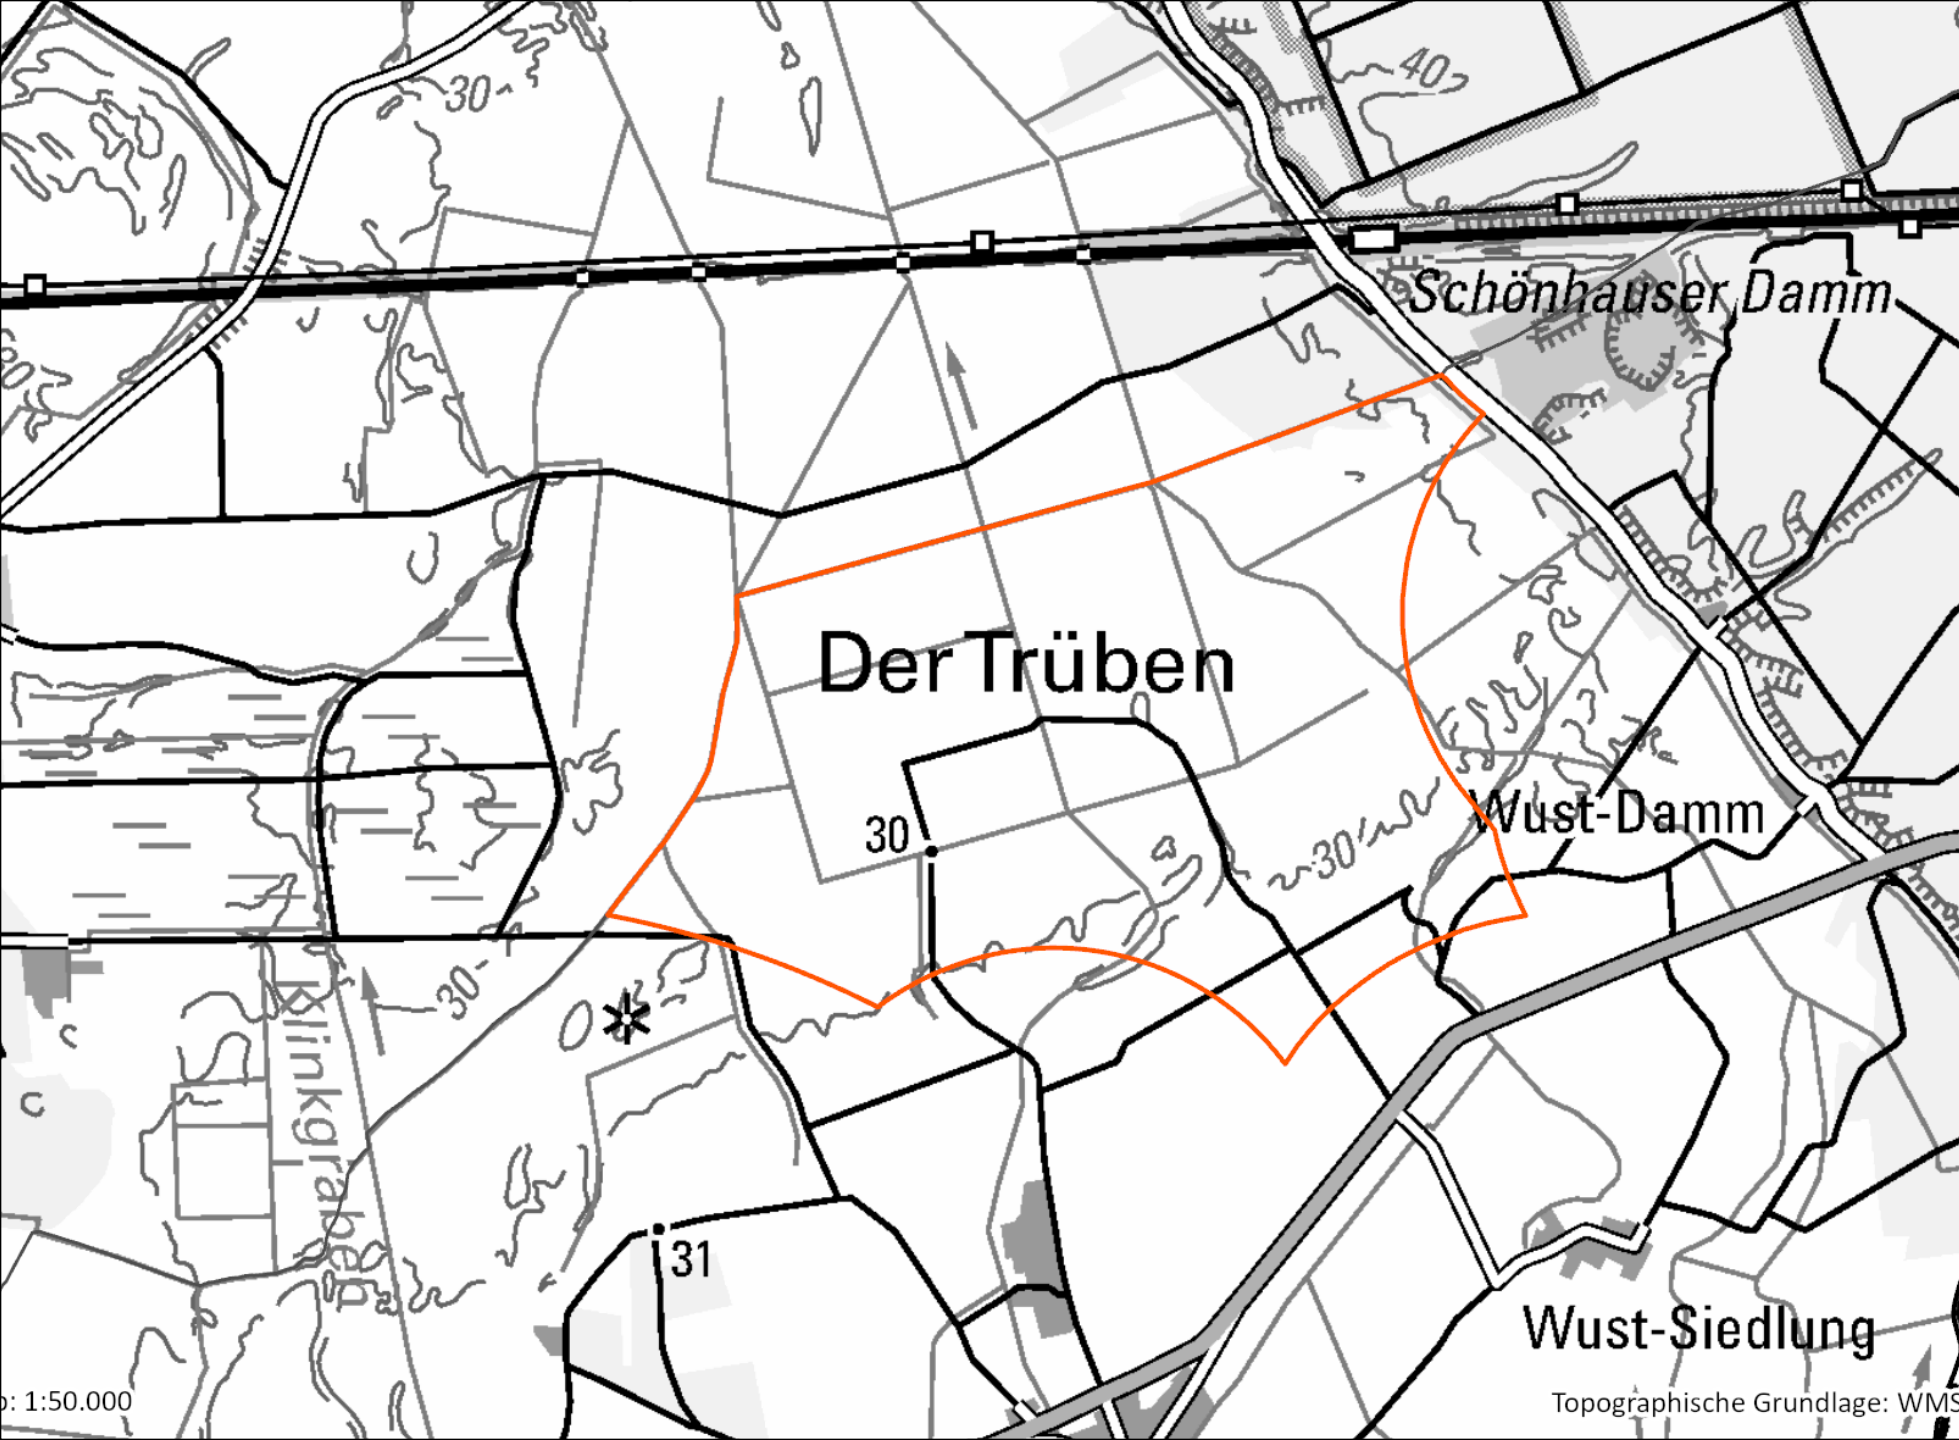 40
30
Schönhauser Damm
Der Trüben
30
30
Wust-Damm
30
Klinkgraben
31
Wust-Siedlung
: 1:50.000
Topographische Grundlage: WMS